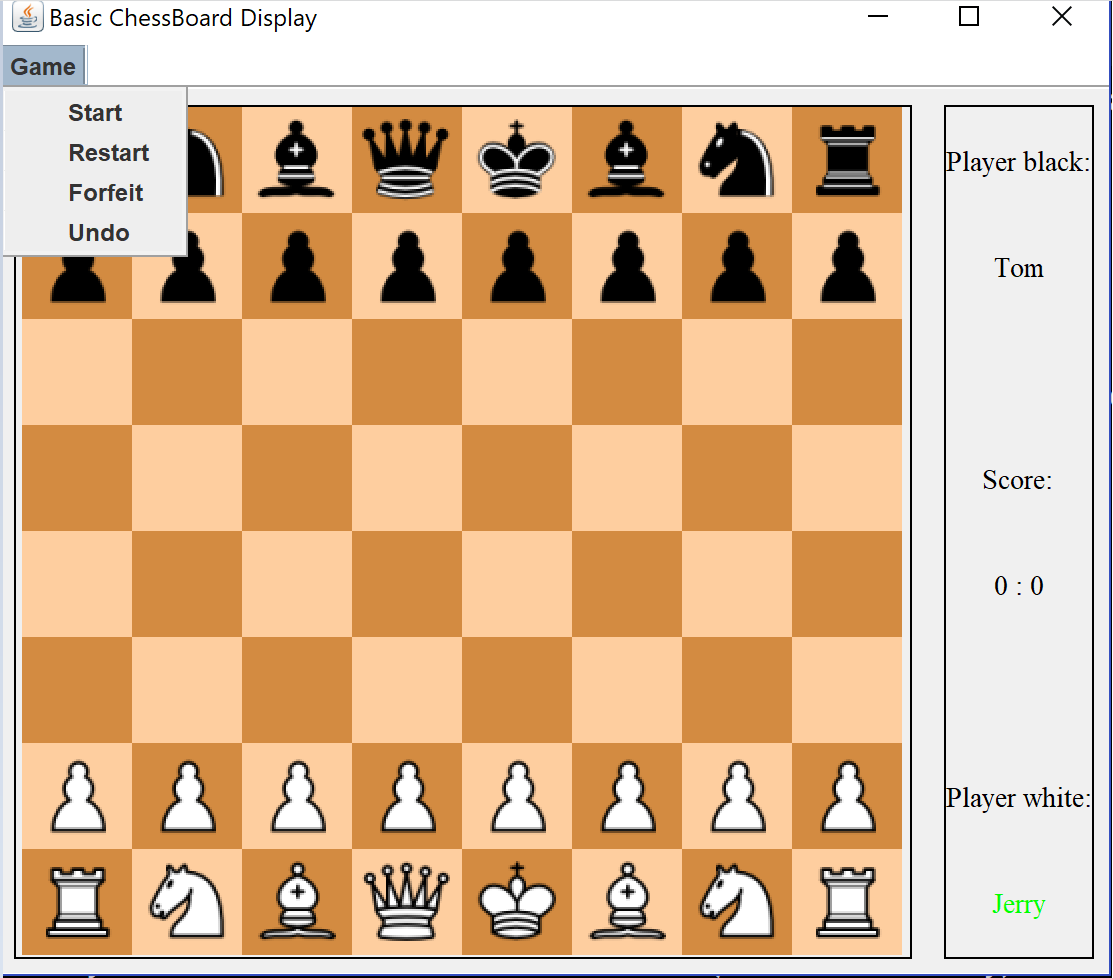 Basic ChessBoard Display
Game
Start
Restart
Forfeit
Undo
Player black:
Tom
Score:
0 : 0
Player white:
Jerry